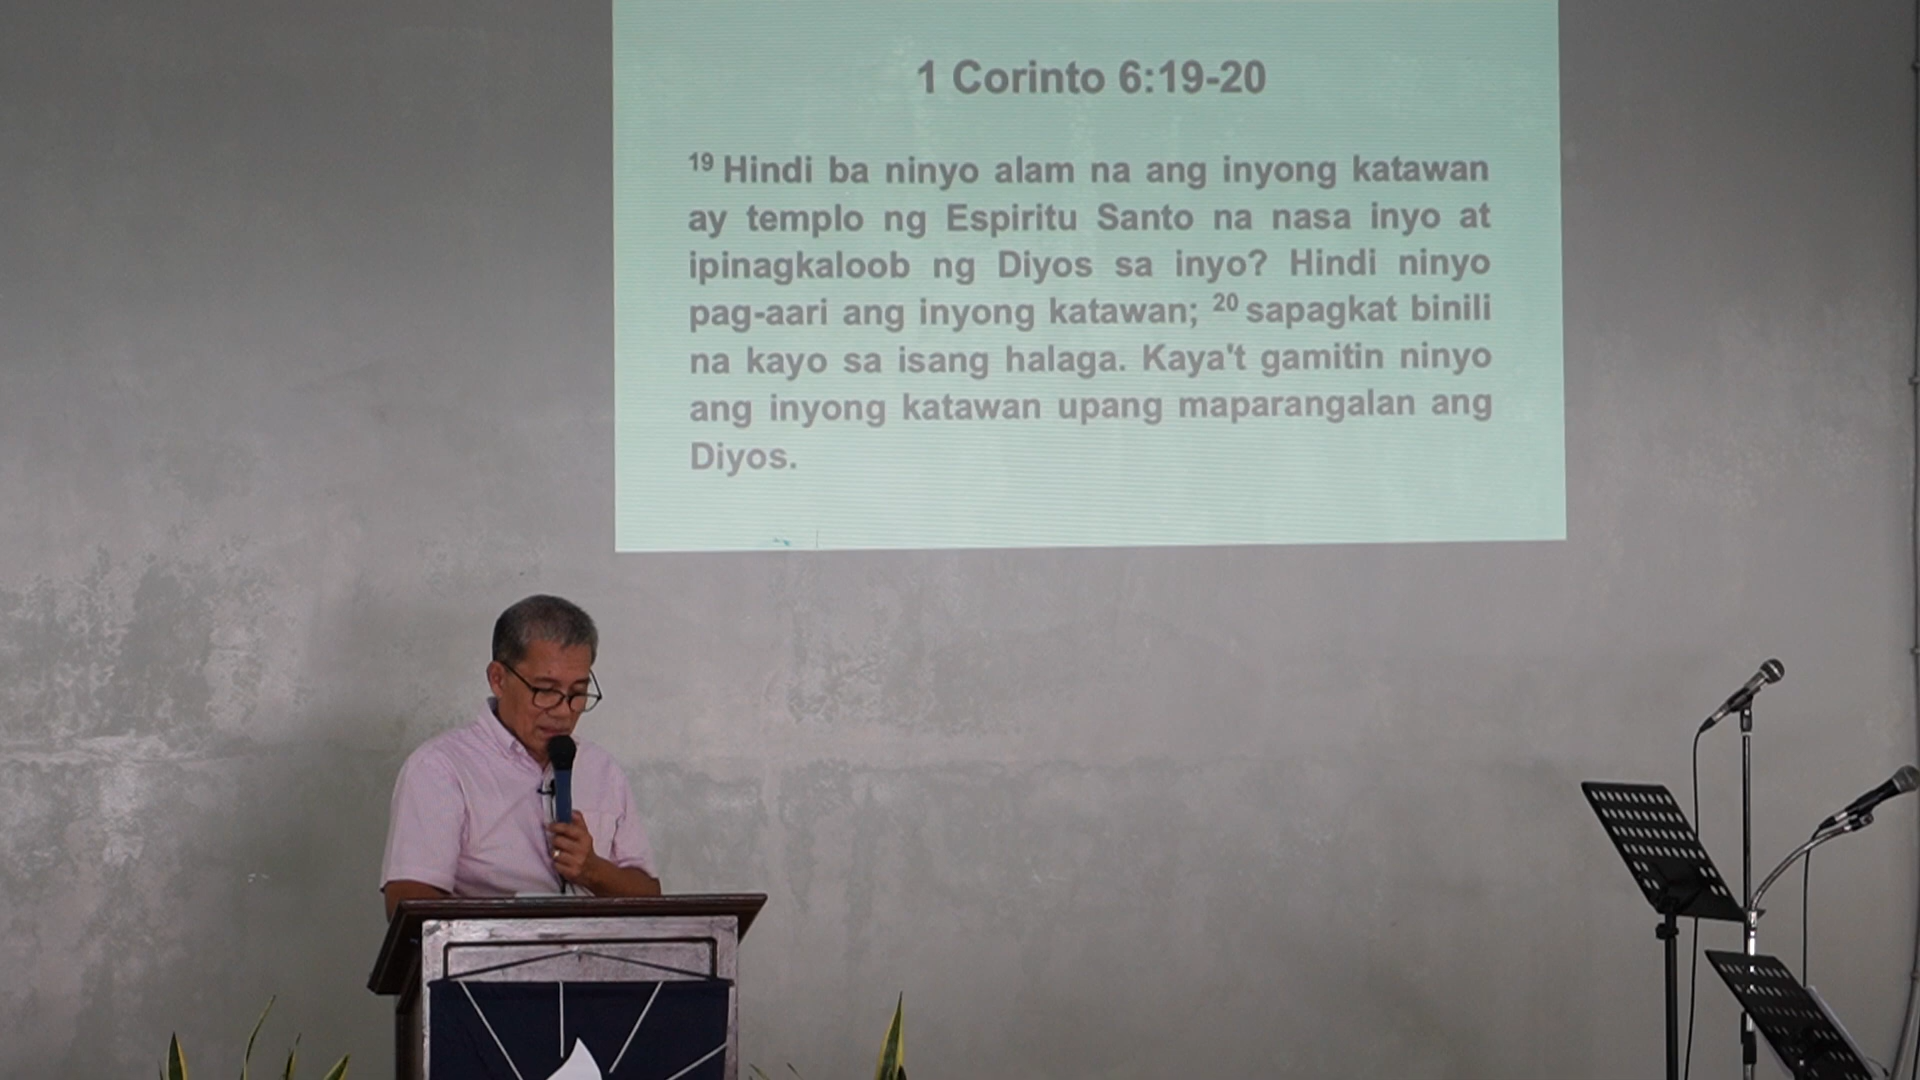 1 Corinto 6:19-20
19 Hindi ba ninyo alam na ang inyong katawan
ay templo ng Espiritu Santo na nasa inyo at
ipinagkaloob ng Diyos sa inyo? Hindi ninyo
pag-aari ang inyong katawan; 20 sapagkat binili
na kayo sa isang halaga. Kaya't gamitin ninyo
ang inyong katawan upang maparangalan ang
Diyos.